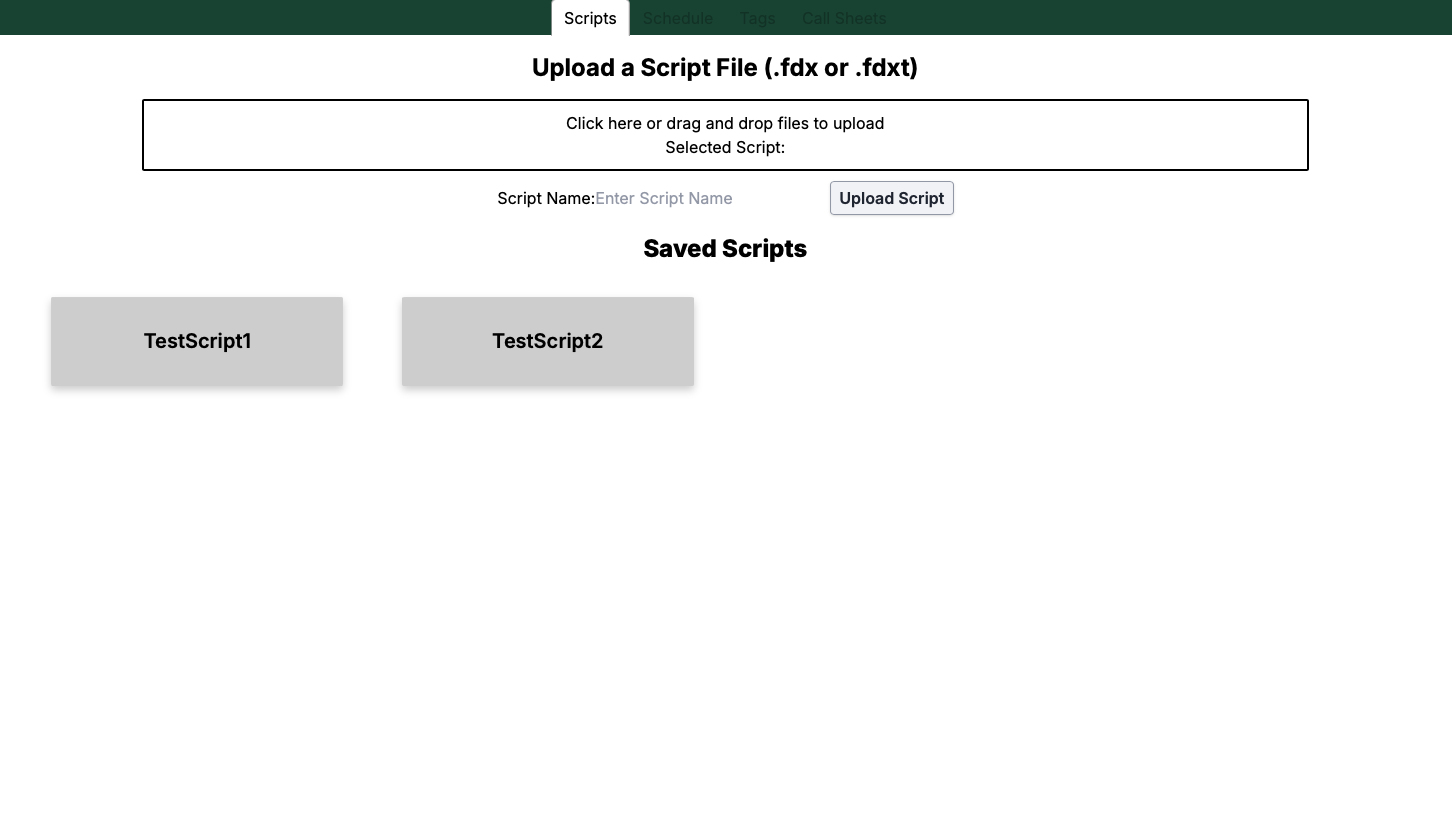 Scripts Schedule Tags Call Sheets
Upload a Script File (.fdx or .fdxt)
Click here or drag and drop files to upload
Selected Script:
Script Name: Enter Script Name Upload Script
Saved Scripts
TestScript1 TestScript2